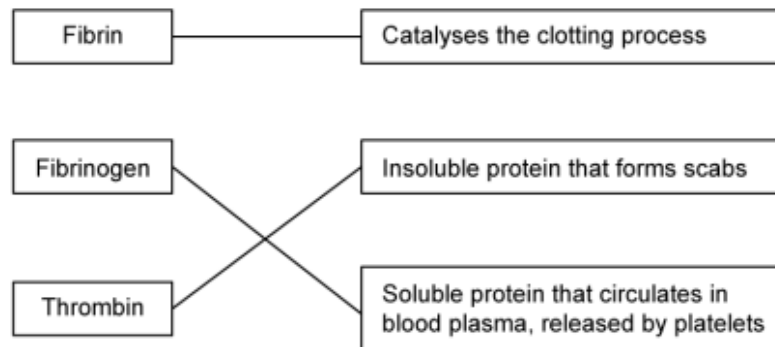 Fibrin
Catalyses the clotting process
Fibrinogen
Insoluble protein that forms scabs
Thrombin
Soluble protein that circulates in
blood plasma, released by platelets